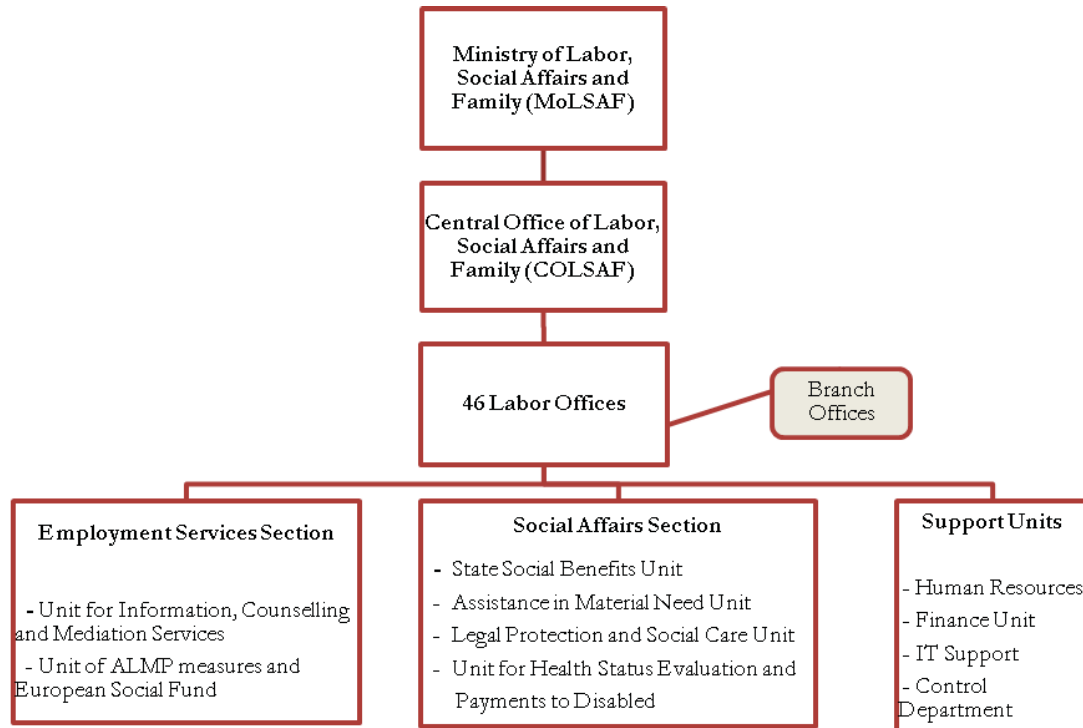 Ministry of Labor,
Social Affairs and
Family (MoLSAF)
Central Office of Labor,
Social Affairs and
Family (COLSAF)
46 Labor Offices
Branch
Offices
Employment Services Section
- Unit for Information, Counselling
and Mediation Services
- Unit of ALMP measures and
European Social Fund
Social Affairs Section
- State Social Benefits Unit
- Assistance in Material Need Unit
- Legal Protection and Social Care Unit
- Unit for Health Status Evaluation and
Payments to Disabled
Support Units
- Human Resources
- Finance Unit
- IT Support
- Control
Department